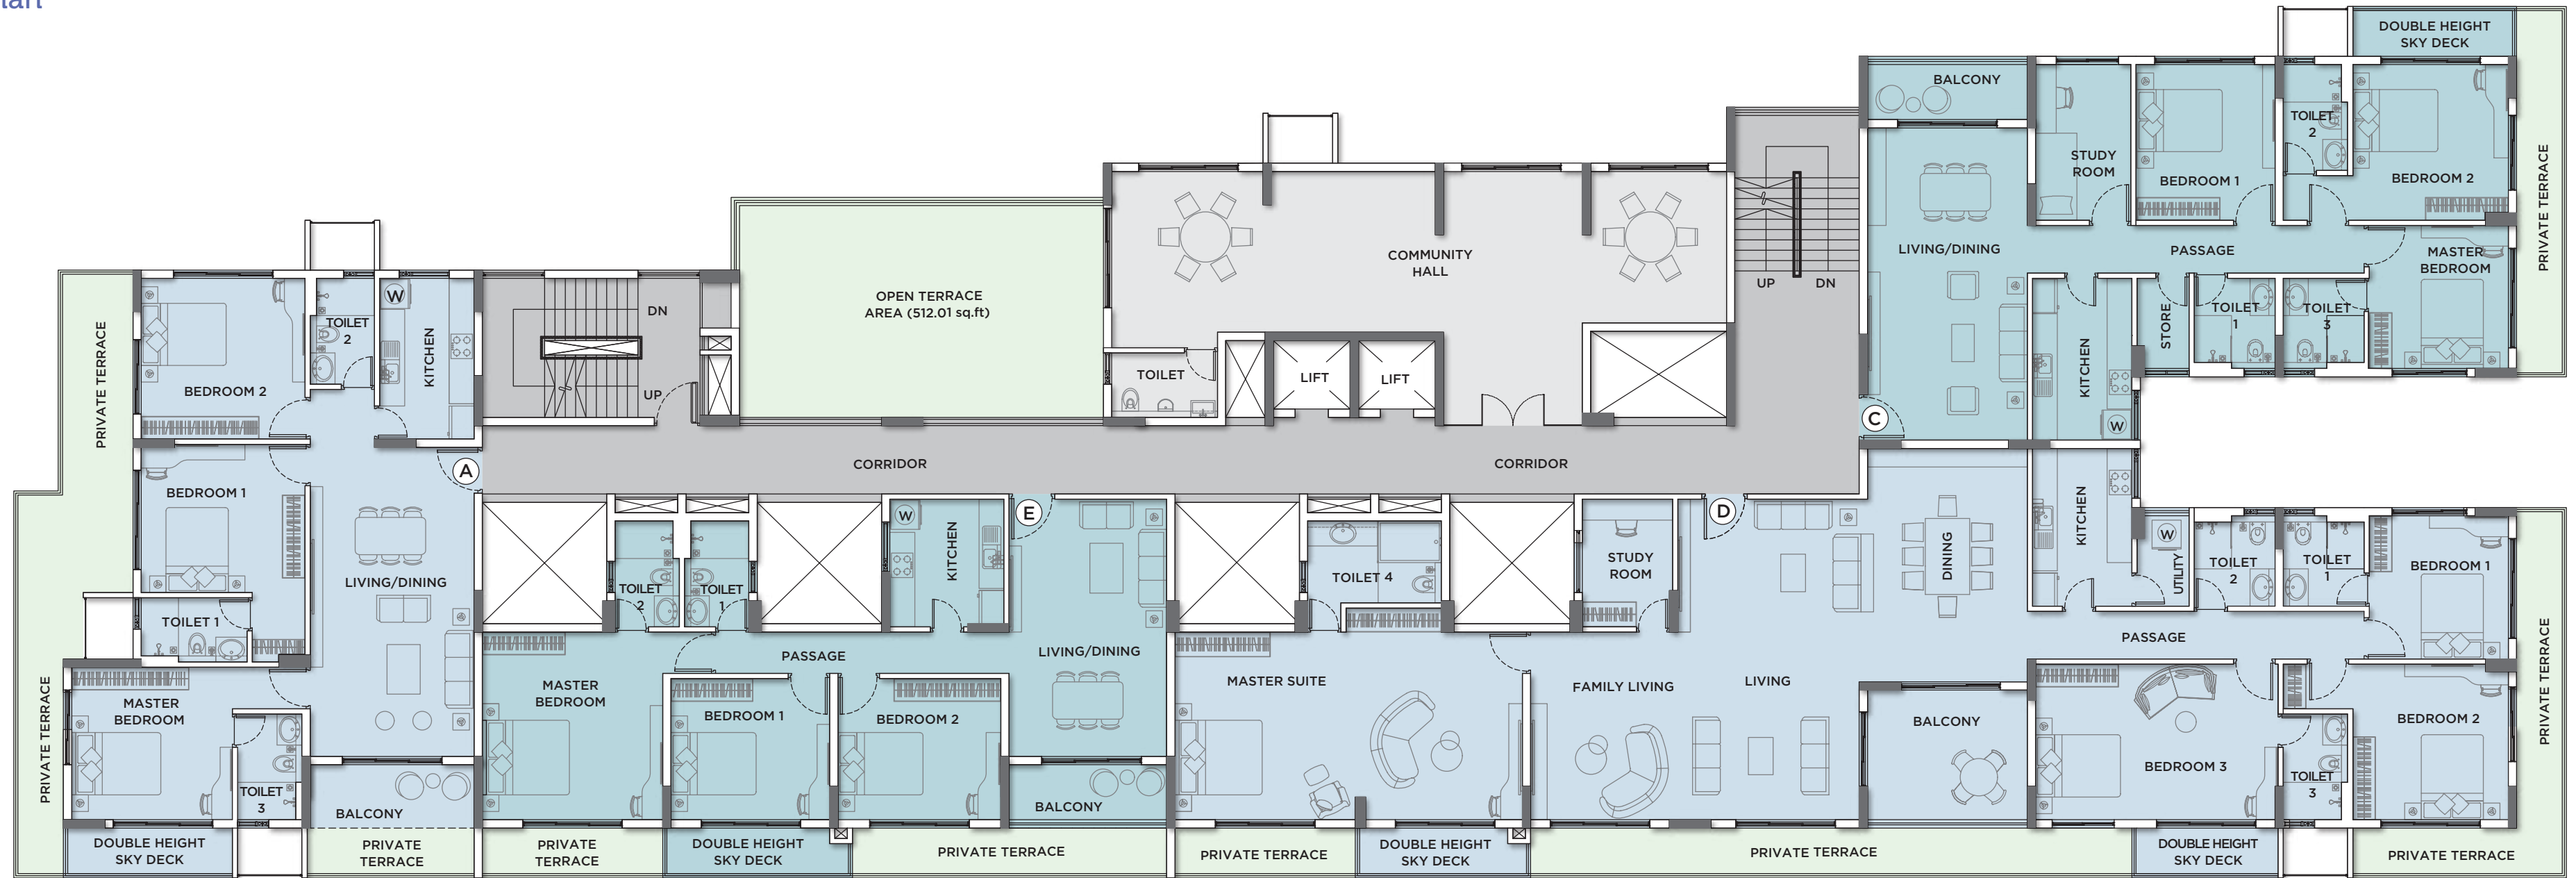 DOUBLE HEIGHT
SKY DECK
BALCONY
STUDY
ROOM
BEDROOM 1
TOILET
2
BEDROOM 2
PRIVATE TERRACE
LIVING/DINING
PASSAGE
MASTER
BEDROOM
STORE
TOILET
1
TOILET
3
KITCHEN
W
C
UP
DN
COMMUNITY
HALL
TOILET
LIFT
LIFT
OPEN TERRACE
AREA (512.01 sq.ft)
DN
UP
CORRIDOR
CORRIDOR
PRIVATE TERRACE
BEDROOM 2
TOILET
2
W
KITCHEN
A
BEDROOM 1
LIVING/DINING
TOILET 1
PRIVATE TERRACE
MASTER
BEDROOM
TOILET
3
BALCONY
DOUBLE HEIGHT
SKY DECK
PRIVATE
TERRACE
TOILET
2
TOILET
1
W
KITCHEN
E
PASSAGE
LIVING/DINING
MASTER
BEDROOM
BEDROOM 1
BEDROOM 2
BALCONY
PRIVATE
TERRACE
DOUBLE HEIGHT
SKY DECK
PRIVATE TERRACE
TOILET 4
STUDY
ROOM
D
MASTER SUITE
FAMILY LIVING
LIVING
DINING
KITCHEN
W
UTILITY
TOILET
2
TOILET
1
BEDROOM 1
PASSAGE
BALCONY
BEDROOM 3
TOILET
3
BEDROOM 2
PRIVATE TERRACE
PRIVATE TERRACE
DOUBLE HEIGHT
SKY DECK
PRIVATE TERRACE
DOUBLE HEIGHT
SKY DECK
PRIVATE TERRACE